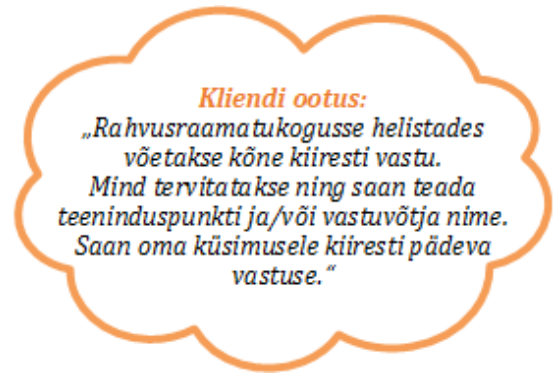 Kliendi ootus:
„Rahvusraamatukogusse helistades
võetakse kõne kiiresti vastu.
Mind tervitatakse ning saan teada
teeninduspunkti ja/või vastuvõtja nime.
Saan oma küsimusele kiiresti pädeva
vastuse.“